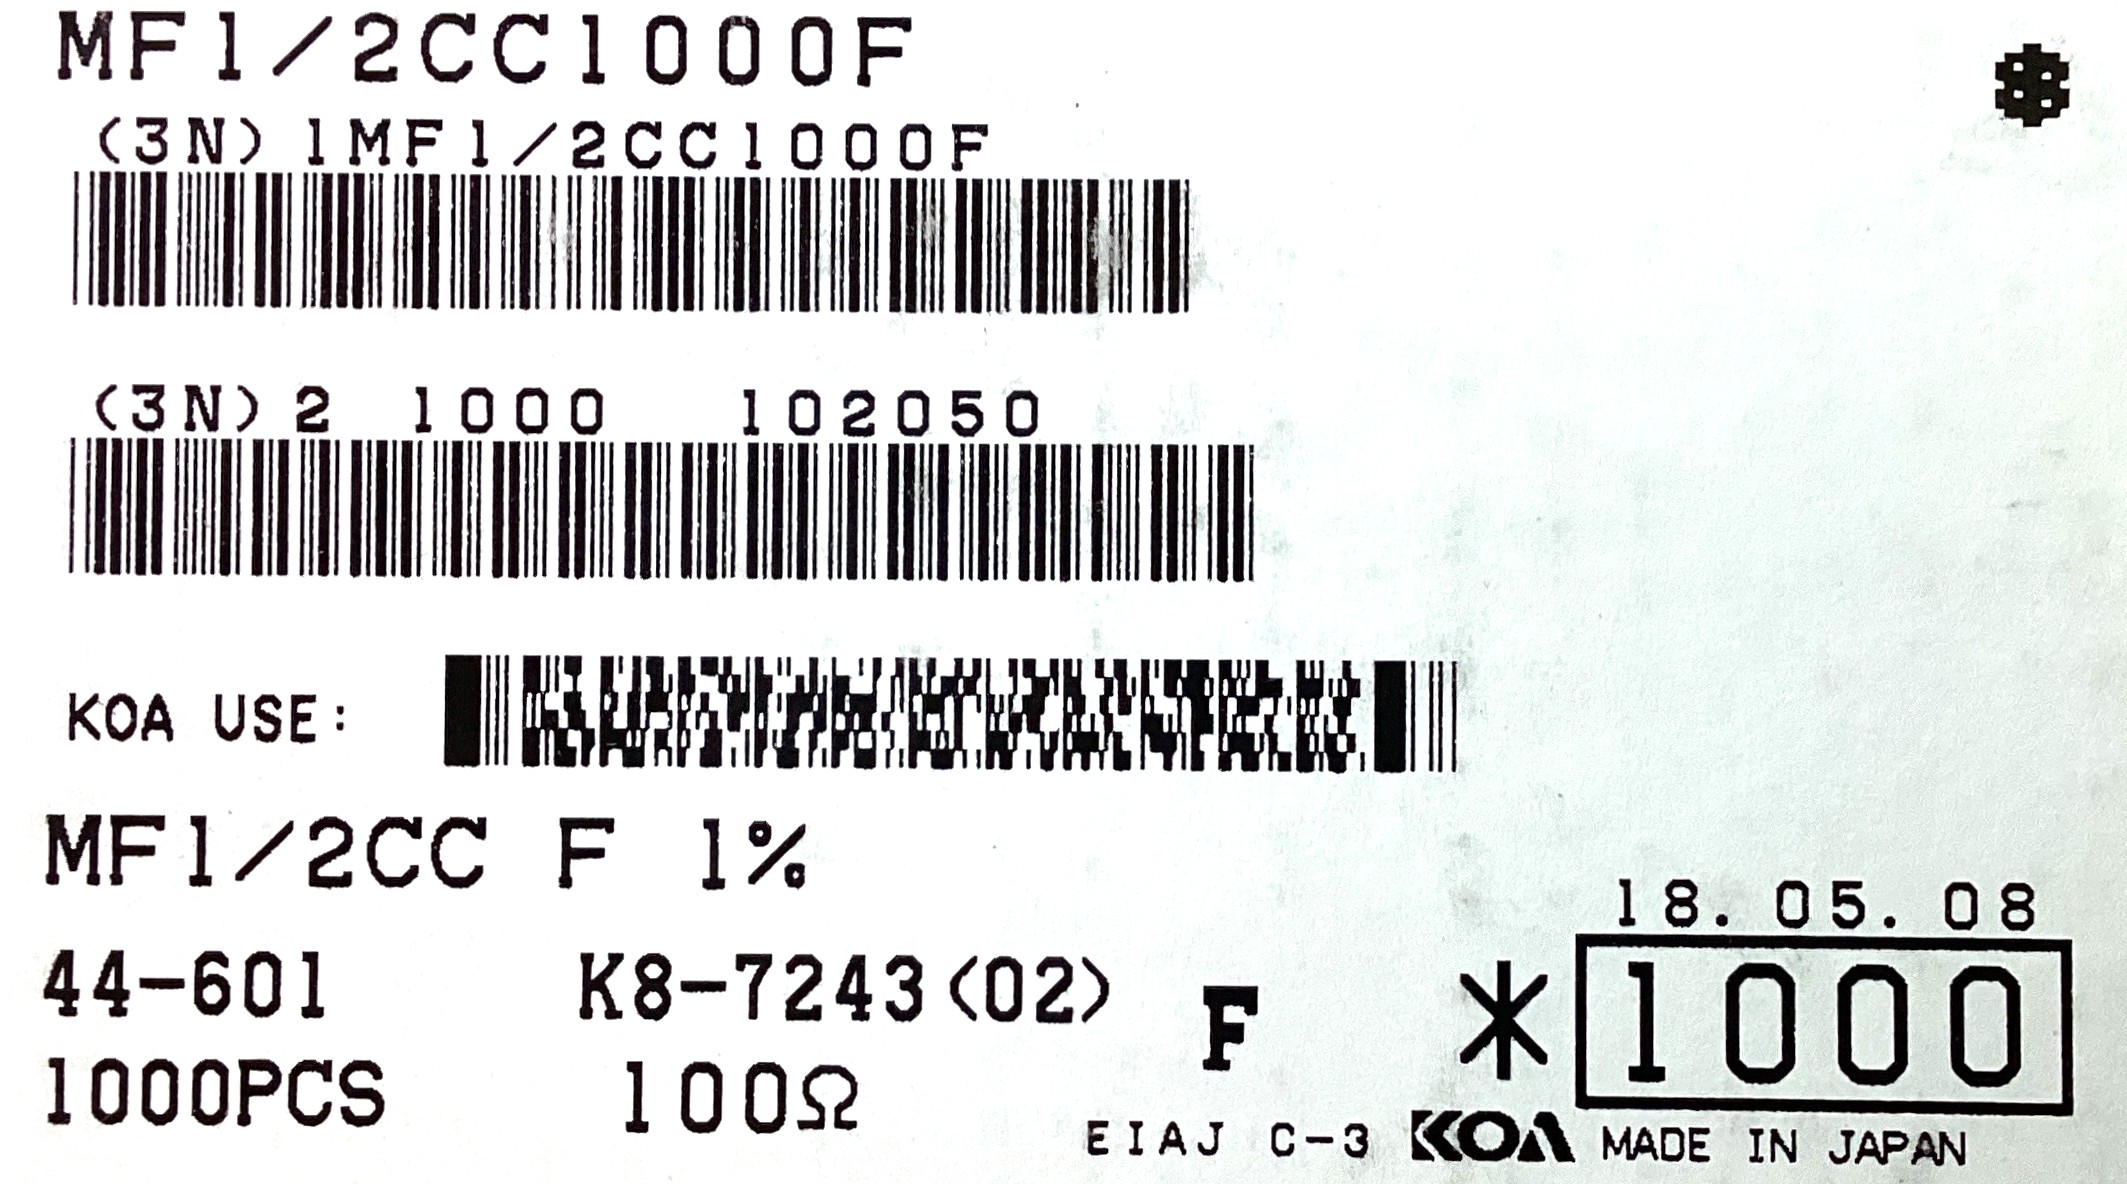 MF1/2CC1000F
(3N)1MF1/2CC1000F
(3N)2 1000 102050
KOA USE:
MF1/2CC F 1%
18.05.08
44-601 K8-7243(02) F *1000
1000PCS 100Ω
EIAJ C-3 KOA MADE IN JAPAN